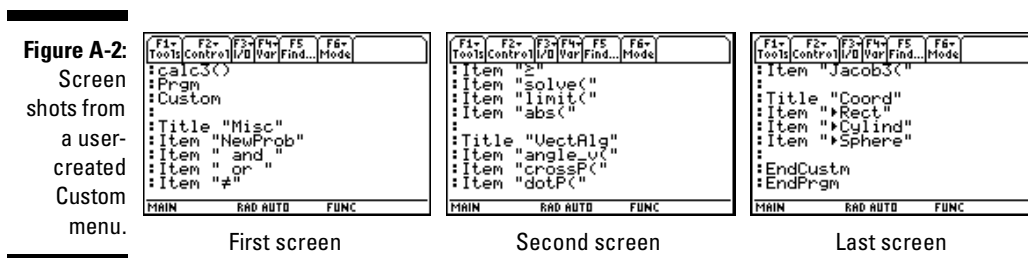 Figure A-2:
Screen
shots from
a user-
created
Custom
menu.
F1▾ F2▾ F3▾ F4▾ F5 F6▾
Tools Control I/O Var Find... Mode
:calc3()
:Prgm
:Custom
:
:Title "Misc"
:Item "NewProb"
:Item " and "
:Item " or "
:Item "≠"
MAIN RAD AUTO FUNC
First screen
F1▾ F2▾ F3▾ F4▾ F5 F6▾
Tools Control I/O Var Find... Mode
:Item "≥"
:Item "solve("
:Item "limit("
:Item "abs("
:
:Title "VectAlg"
:Item "angle_v("
:Item "crossP("
:Item "dotP("
MAIN RAD AUTO FUNC
Second screen
F1▾ F2▾ F3▾ F4▾ F5 F6▾
Tools Control I/O Var Find... Mode
:Item "Jacob3("
:
:Title "Coord"
:Item "▸Rect"
:Item "▸Cylind"
:Item "▸Sphere"
:
:EndCustm
:EndPrgm
MAIN RAD AUTO FUNC
Last screen